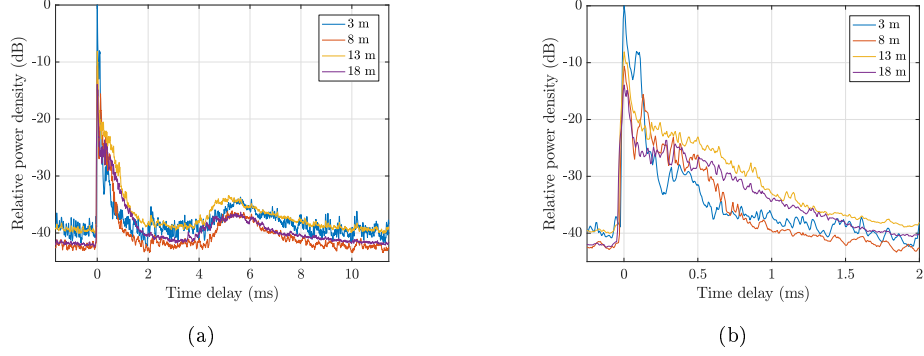 0
-10
-20
-30
-40
Relative power density (dB)
0
2
4
6
8
10
Time delay (ms)
3 m
8 m
13 m
18 m
(a)
0
-10
-20
-30
-40
Relative power density (dB)
0
0.5
1
1.5
2
Time delay (ms)
3 m
8 m
13 m
18 m
(b)